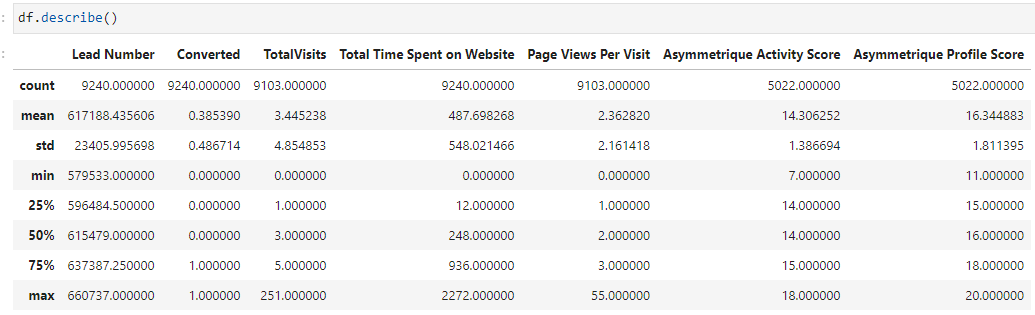 : df.describe()
:
Lead Number Converted TotalVisits Total Time Spent on Website Page Views Per Visit Asymmetrique Activity Score Asymmetrique Profile Score
count 9240.000000 9240.000000 9103.000000 9240.000000 9103.000000 5022.000000 5022.000000
mean 617188.435606 0.385390 3.445238 487.698268 2.362820 14.306252 16.344883
std 23405.995698 0.486714 4.854853 548.021466 2.161418 1.386694 1.811395
min 579533.000000 0.000000 0.000000 0.000000 0.000000 7.000000 11.000000
25% 596484.500000 0.000000 1.000000 12.000000 1.000000 14.000000 15.000000
50% 615479.000000 0.000000 3.000000 248.000000 2.000000 14.000000 16.000000
75% 637387.250000 1.000000 5.000000 936.000000 3.000000 15.000000 18.000000
max 660737.000000 1.000000 251.000000 2272.000000 55.000000 18.000000 20.000000